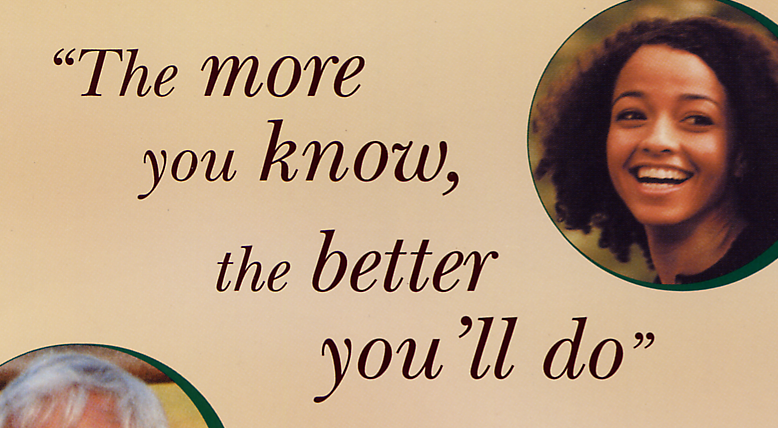 “The more
you know,
the better
you’ll do”